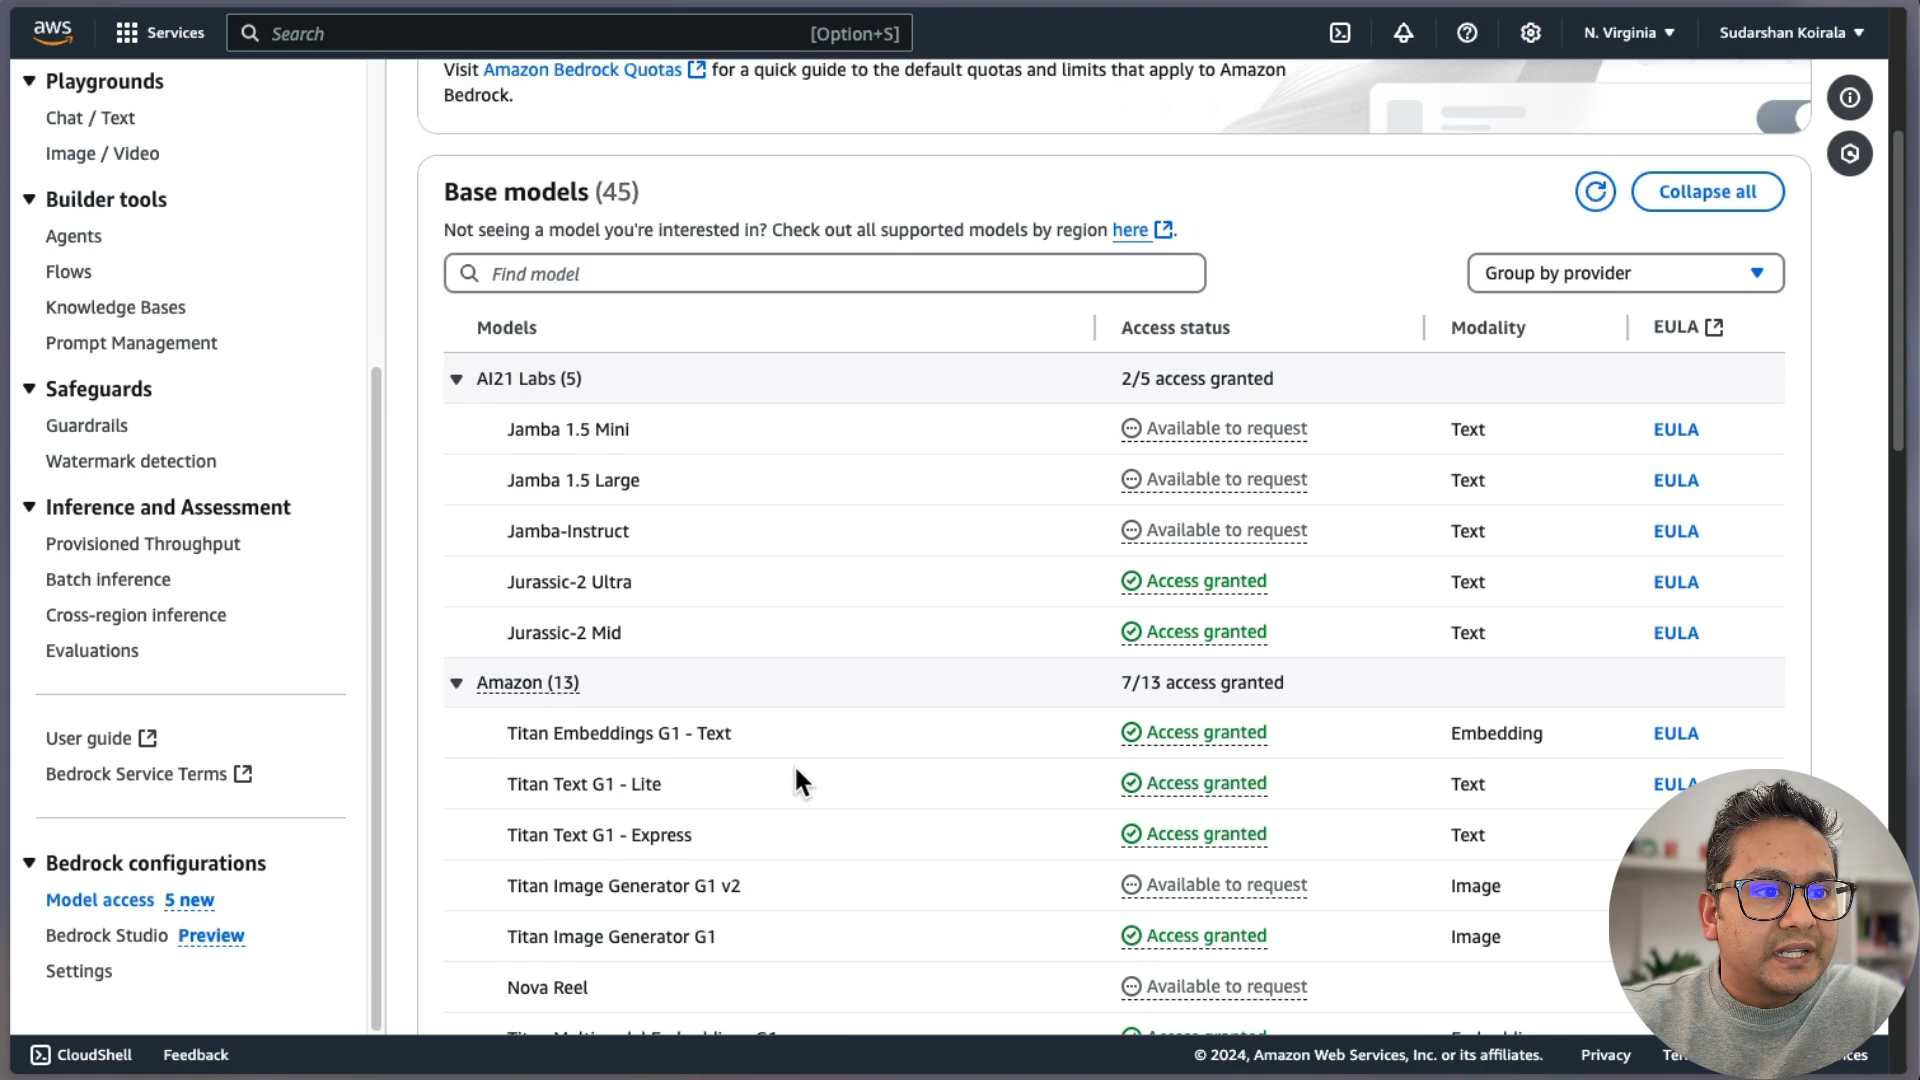 aws
Services
Search
[Option+S]
N. Virginia
Sudarshan Koirala
Playgrounds
Chat / Text
Image / Video
Builder tools
Agents
Flows
Knowledge Bases
Prompt Management
Safeguards
Guardrails
Watermark detection
Inference and Assessment
Provisioned Throughput
Batch inference
Cross-region inference
Evaluations
User guide
Bedrock Service Terms
Bedrock configurations
Model access 5 new
Bedrock Studio Preview
Settings
Visit Amazon Bedrock Quotas for a quick guide to the default quotas and limits that apply to Amazon
Bedrock.
Base models (45)
Collapse all
Not seeing a model you're interested in? Check out all supported models by region here.
Find model
Group by provider
Models Access status Modality EULA
AI21 Labs (5) 2/5 access granted
Jamba 1.5 Mini Available to request Text EULA
Jamba 1.5 Large Available to request Text EULA
Jamba-Instruct Available to request Text EULA
Jurassic-2 Ultra Access granted Text EULA
Jurassic-2 Mid Access granted Text EULA
Amazon (13) 7/13 access granted
Titan Embeddings G1 - Text Access granted Embedding EULA
Titan Text G1 - Lite Access granted Text EULA
Titan Text G1 - Express Access granted Text
Titan Image Generator G1 v2 Available to request Image
Titan Image Generator G1 Access granted Image
Nova Reel Available to request
CloudShell
Feedback
© 2024, Amazon Web Services, Inc. or its affiliates.
Privacy